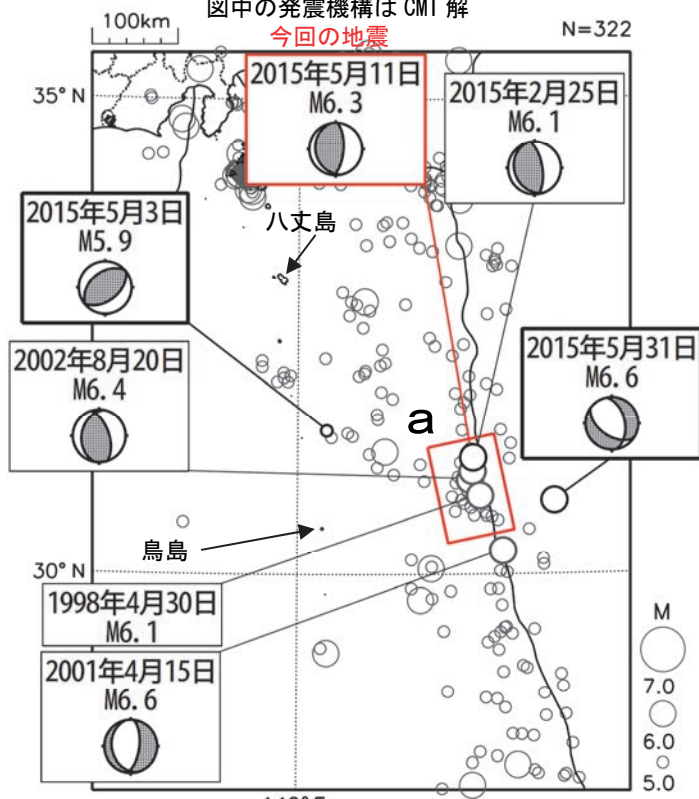 図中の発震機構は CMT 解
今回の地震
100km
N=322
35°N
2015年5月11日
M6.3
2015年2月25日
M6.1
2015年5月3日
M5.9
八丈島
2002年8月20日
M6.4
2015年5月31日
M6.6
a
鳥島
30°N
1998年4月30日
M6.1
2001年4月15日
M6.6
M
7.0
6.0
5.0